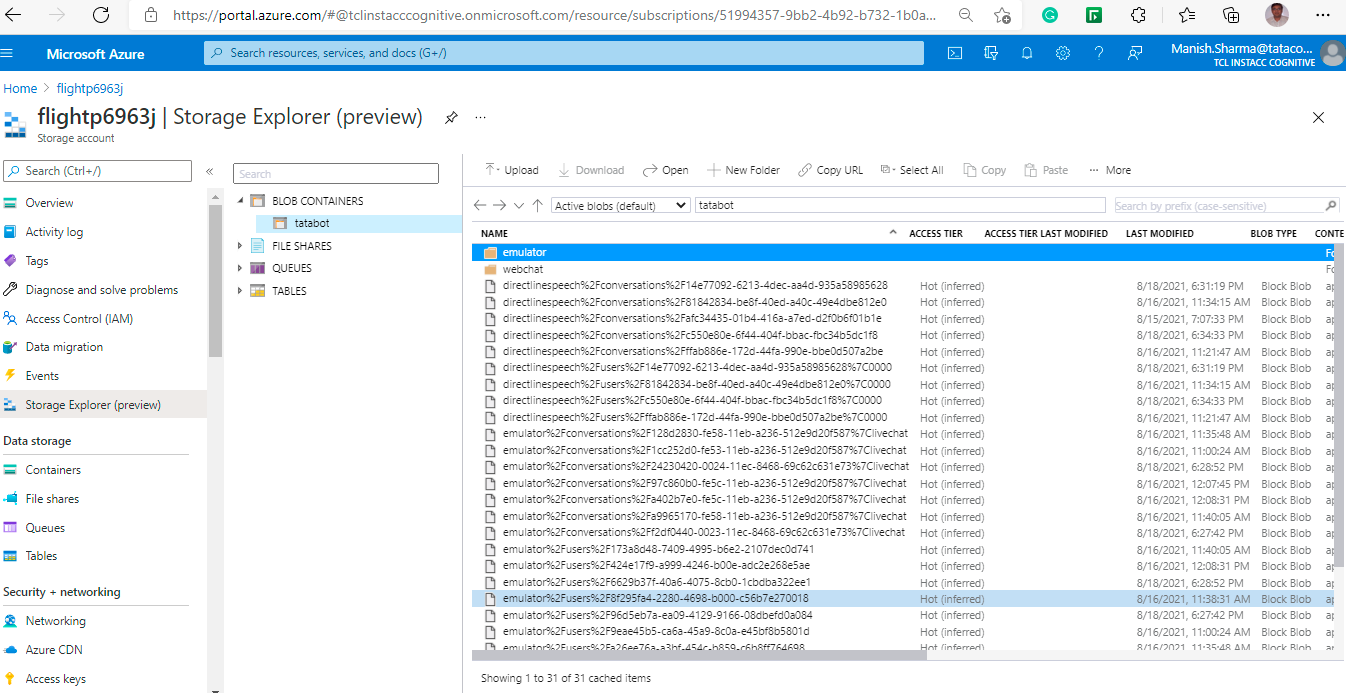 https://portal.azure.com/#@tclinstacccognitive.onmicrosoft.com/resource/subscriptions/51994357-9bb2-4b92-b732-1b0a...
Microsoft Azure
Search resources, services, and docs (G+/)
Manish.Sharma@tataco...
TCL INSTACC COGNITIVE
Home > flightp6963j
flightp6963j | Storage Explorer (preview)
Storage account
Search (Ctrl+/)
Overview
Activity log
Tags
Diagnose and solve problems
Access Control (IAM)
Data migration
Events
Storage Explorer (preview)
Data storage
Containers
File shares
Queues
Tables
Security + networking
Networking
Azure CDN
Access keys
Search
BLOB CONTAINERS
tatabot
FILE SHARES
QUEUES
TABLES
Upload Download Open New Folder Copy URL Select All Copy Paste ... More
Active blobs (default) tatabot Search by prefix (case-sensitive)
NAME ACCESS TIER ACCESS TIER LAST MODIFIED LAST MODIFIED BLOB TYPE CONTE
emulator Fo
webchat Fo
directlinespeech%2Fconversations%2F14e77092-6213-4dec-aa4d-935a58985628 Hot (inferred) 8/18/2021, 6:31:19 PM Block Blob ap
directlinespeech%2Fconversations%2F81842834-be8f-40ed-a40c-49e4dbe812e0 Hot (inferred) 8/16/2021, 11:34:15 AM Block Blob ap
directlinespeech%2Fconversations%2Fafc34435-01b4-416a-a7ed-d2f0b6f01b1e Hot (inferred) 8/15/2021, 7:07:33 PM Block Blob ap
directlinespeech%2Fconversations%2Fc550e80e-6f44-404f-bbac-fbc34b5dc1f8 Hot (inferred) 8/18/2021, 6:34:33 PM Block Blob ap
directlinespeech%2Fconversations%2Fffab886e-172d-44fa-990e-bbe0d507a2be Hot (inferred) 8/16/2021, 11:21:47 AM Block Blob ap
directlinespeech%2Fusers%2F14e77092-6213-4dec-aa4d-935a58985628%7C0000 Hot (inferred) 8/18/2021, 6:31:19 PM Block Blob ap
directlinespeech%2Fusers%2F81842834-be8f-40ed-a40c-49e4dbe812e0%7C0000 Hot (inferred) 8/16/2021, 11:34:15 AM Block Blob ap
directlinespeech%2Fusers%2Fc550e80e-6f44-404f-bbac-fbc34b5dc1f8%7C0000 Hot (inferred) 8/18/2021, 6:34:33 PM Block Blob ap
directlinespeech%2Fusers%2Fffab886e-172d-44fa-990e-bbe0d507a2be%7C0000 Hot (inferred) 8/16/2021, 11:21:47 AM Block Blob ap
emulator%2Fconversations%2F128d2830-fe58-11eb-a236-512e9d20f587%7Clivechat Hot (inferred) 8/16/2021, 11:35:48 AM Block Blob ap
emulator%2Fconversations%2F1cc252d0-fe53-11eb-a236-512e9d20f587%7Clivechat Hot (inferred) 8/16/2021, 11:00:24 AM Block Blob ap
emulator%2Fconversations%2F24230420-0024-11ec-8468-69c62c631e73%7Clivechat Hot (inferred) 8/18/2021, 6:28:52 PM Block Blob ap
emulator%2Fconversations%2F97c860b0-fe5c-11eb-a236-512e9d20f587%7Clivechat Hot (inferred) 8/16/2021, 12:07:45 PM Block Blob ap
emulator%2Fconversations%2Fa402b7e0-fe5c-11eb-a236-512e9d20f587%7Clivechat Hot (inferred) 8/16/2021, 12:08:31 PM Block Blob ap
emulator%2Fconversations%2Fa9965170-fe58-11eb-a236-512e9d20f587%7Clivechat Hot (inferred) 8/16/2021, 11:40:05 AM Block Blob ap
emulator%2Fconversations%2Ff2df0440-0023-11ec-8468-69c62c631e73%7Clivechat Hot (inferred) 8/18/2021, 6:27:42 PM Block Blob ap
emulator%2Fusers%2F173a8d48-7409-4995-b6e2-2107dec0d741 Hot (inferred) 8/16/2021, 11:40:05 AM Block Blob ap
emulator%2Fusers%2F424e17f9-a999-4246-b00e-adc2e268e5ae Hot (inferred) 8/16/2021, 12:08:31 PM Block Blob ap
emulator%2Fusers%2F6629b37f-40a6-4075-8cb0-1cbdba322ee1 Hot (inferred) 8/18/2021, 6:28:52 PM Block Blob ap
emulator%2Fusers%2F8f295fa4-2280-4698-b000-c56b7e270018 Hot (inferred) 8/16/2021, 11:38:31 AM Block Blob ap
emulator%2Fusers%2F96d5eb7a-ea09-4129-9166-08dbefd0a084 Hot (inferred) 8/18/2021, 6:27:42 PM Block Blob ap
emulator%2Fusers%2F9eae45b5-ca6a-45a9-8c0a-e45bf8b5801d Hot (inferred) 8/16/2021, 11:00:24 AM Block Blob ap
emulator%2Fusers%2Fa26ee76a-a3bf-454c-b859-c6b8ff764698 Hot (inferred) 8/16/2021, 11:35:48 AM Block Blob ap
Showing 1 to 31 of 31 cached items